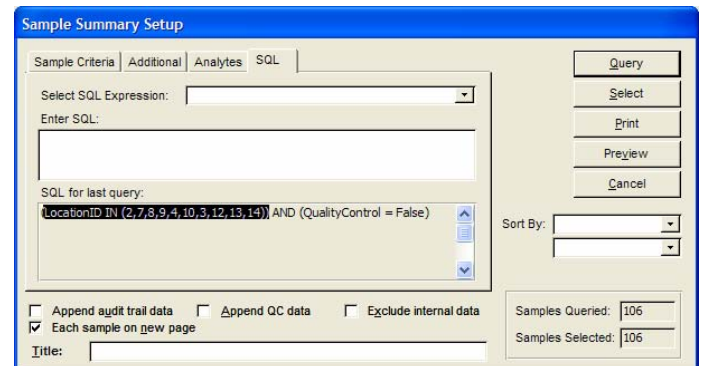 Sample Summary Setup
Sample Criteria Additional Analytes SQL
Select SQL Expression:
Enter SQL:
SQL for last query:
(LocationID IN (2,7,8,9,4,10,3,12,13,14)) AND (QualityControl = False)
Append audit trail data Append QC data Exclude internal data
Each sample on new page
Title:
Query
Select
Print
Preview
Cancel
Sort By:
Samples Queried: 106
Samples Selected: 106